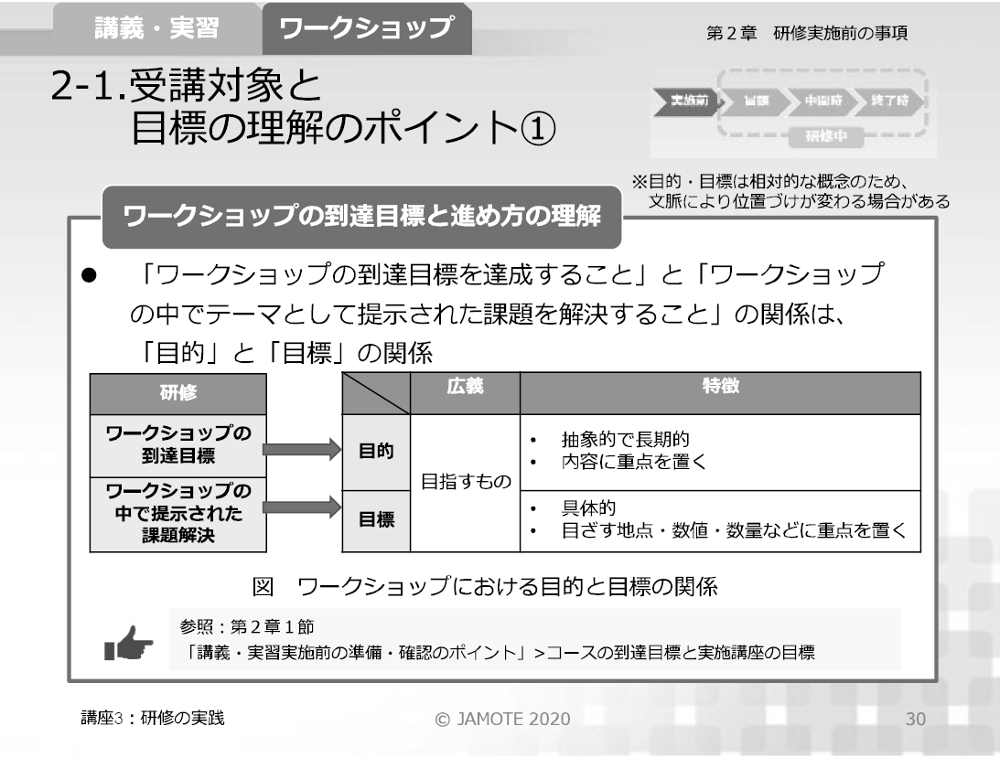 講義・実習
ワークショップ
第２章　研修実施前の事項
2-1.受講対象と
目標の理解のポイント①
実施前
冒頭
中間時
終了時
研修中
※目的・目標は相対的な概念のため、
文脈により位置づけが変わる場合がある
ワークショップの到達目標と進め方の理解
● 「ワークショップの到達目標を達成すること」と「ワークショップ
の中でテーマとして提示された課題を解決すること」の関係は、
「目的」と「目標」の関係
研修
ワークショップの
到達目標
ワークショップの
中で提示された
課題解決
広義
特徴
目的
目指すもの
• 抽象的で長期的
• 内容に重点を置く
目標
• 具体的
• 目ざす地点・数値・数量などに重点を置く
図　ワークショップにおける目的と目標の関係
参照：第２章１節
「講義・実習実施前の準備・確認のポイント」>コースの到達目標と実施講座の目標
講座3：研修の実践
© JAMOTE 2020
30